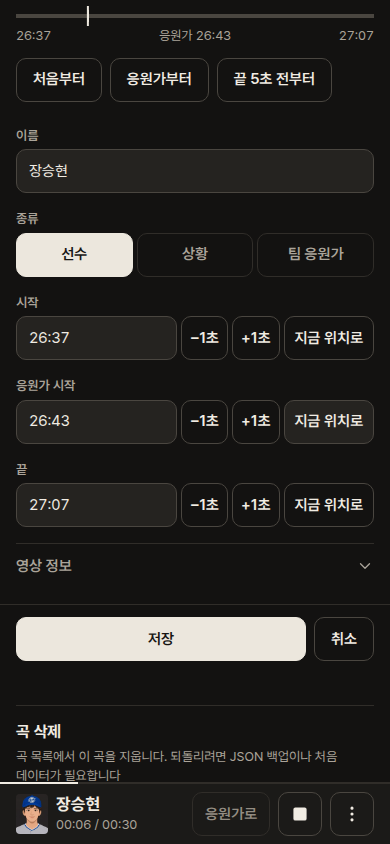 26:37 응원가 26:43 27:07
처음부터 응원가부터 끝 5초 전부터
이름
장승현
종류
선수 상황 팀 응원가
시작
26:37 −1초 +1초 지금 위치로
응원가 시작
26:43 −1초 +1초 지금 위치로
끝
27:07 −1초 +1초 지금 위치로
영상 정보
저장 취소
곡 삭제
곡 목록에서 이 곡을 지웁니다. 되돌리려면 JSON 백업이나 처음
데이터가 필요합니다
장승현 응원가로
00:06 / 00:30